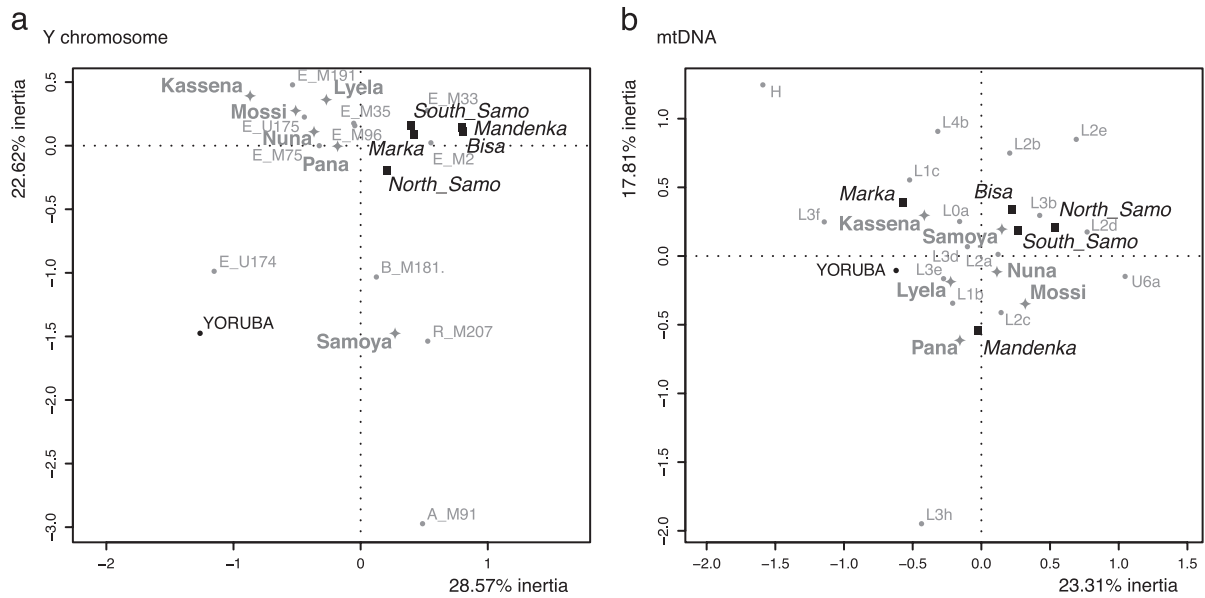 a
Y chromosome
22.62% inertia
0.5
0.0
−0.5
−1.0
−1.5
−2.0
−2.5
−3.0
Kassena
E_M191
Lyela
Mossi
E_M33
E_M35
South_Samo
E_U175
Nuna
E_M96
Mandenka
Marka
Bisa
E_M75
Pana
E_M2
North_Samo
E_U174
B_M181.
YORUBA
Samoya
R_M207
A_M91
−2
−1
0
1
28.57% inertia
b
mtDNA
17.81% inertia
1.0
0.5
0.0
−0.5
−1.0
−1.5
−2.0
H
L4b
L2e
L2b
L1c
Marka
Bisa
L3b
North_Samo
L3f
Kassena
L0a
L2d
Samoya
South_Samo
L3d
L2a
YORUBA
L3e
Nuna
U6a
Lyela
L1b
Mossi
L2c
Pana
Mandenka
L3h
−2.0
−1.5
−1.0
−0.5
0.0
0.5
1.0
1.5
23.31% inertia